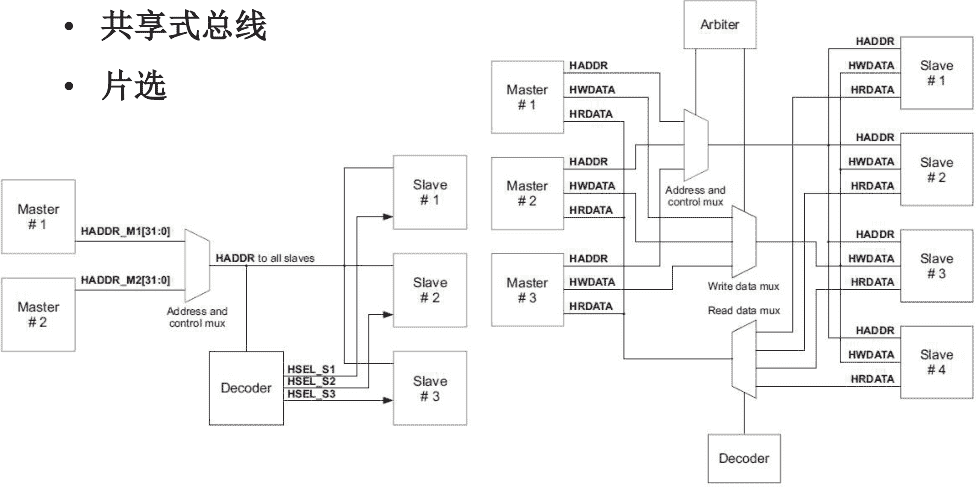 • 共享式总线
• 片选
Master
# 1
HADDR_M1[31:0]
Master
# 2
HADDR_M2[31:0]
HADDR to all slaves
Address and
control mux
Decoder
HSEL_S1
HSEL_S2
HSEL_S3
Slave
# 1
Slave
# 2
Slave
# 3
Arbiter
Master
# 1
HADDR
HWDATA
HRDATA
Master
# 2
HADDR
HWDATA
HRDATA
Master
# 3
HADDR
HWDATA
HRDATA
Address and
control mux
Write data mux
Read data mux
Decoder
HADDR
HWDATA
HRDATA
Slave
# 1
HADDR
HWDATA
HRDATA
Slave
# 2
HADDR
HWDATA
HRDATA
Slave
# 3
HADDR
HWDATA
HRDATA
Slave
# 4